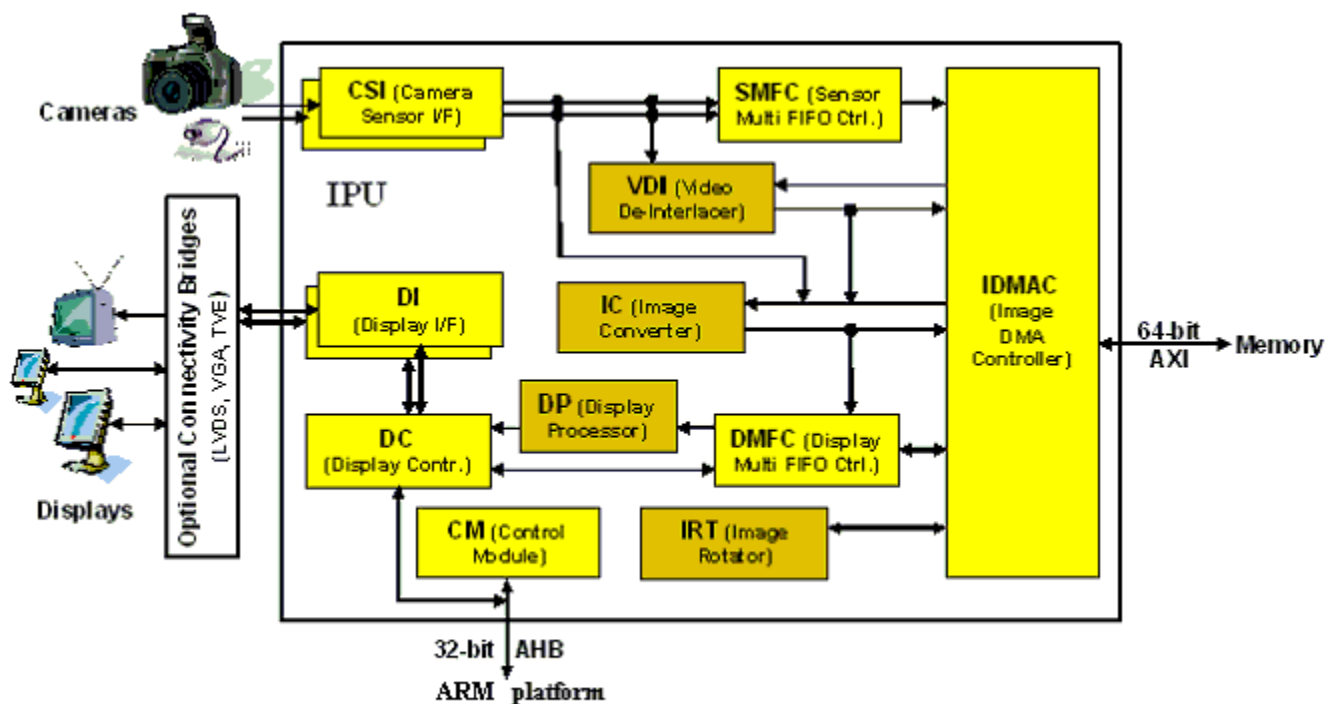 Cameras
CSI (Camera
Sensor I/F)
SMFC (Sensor
Multi FIFO Ctrl.)
IPU
VDI (Video
De-Interlacer)
Optional Connectivity Bridges
(LVDS, VGA, TVE)
DI
(Display I/F)
IC (Image
Converter)
IDMAC
(Image
DMA
Controller)
64-bit
AXI
Memory
DP (Display
Processor)
DC
(Display Contr.)
DMFC (Display
Multi FIFO Ctrl.)
Displays
CM (Control
Module)
IRT (Image
Rotator)
32-bit AHB
ARM platform